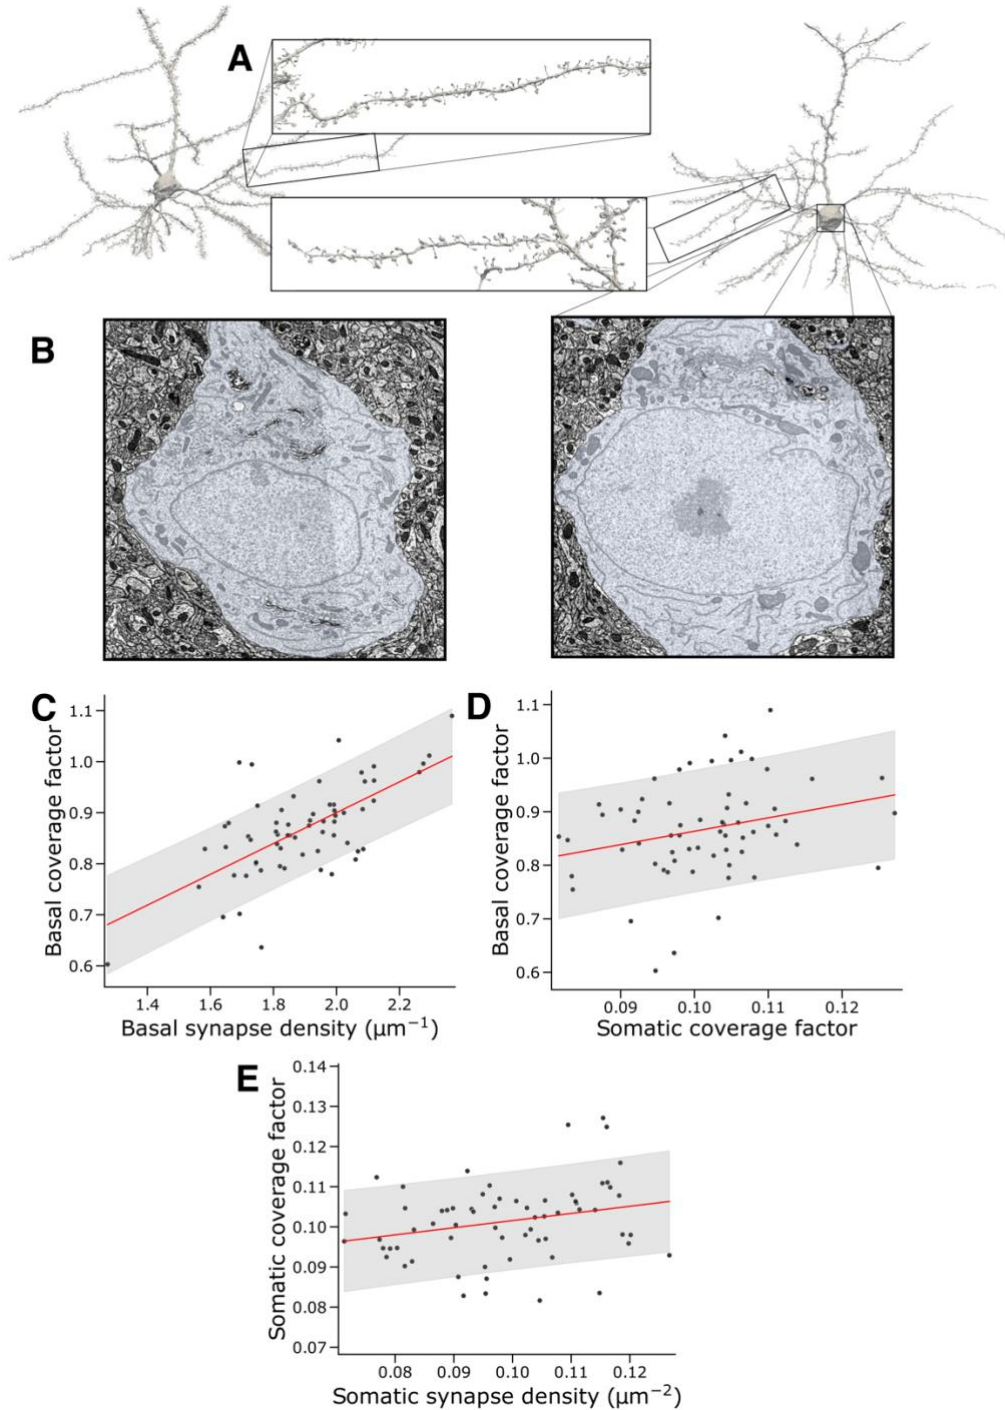 A
B
C
1.1
1.0
0.9
0.8
0.7
0.6
Basal coverage factor
1.4 1.6 1.8 2.0 2.2
Basal synapse density (μm⁻¹)
D
1.1
1.0
0.9
0.8
0.7
0.6
Basal coverage factor
0.09 0.10 0.11 0.12
Somatic coverage factor
E
0.14
0.13
0.12
0.11
0.10
0.09
0.08
0.07
Somatic coverage factor
0.08 0.09 0.10 0.11 0.12
Somatic synapse density (μm⁻²)